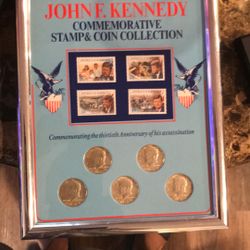 JOHN F. KENNEDY
COMMEMORATIVE
STAMP & COIN COLLECTION
Commemorating the thirtieth Anniversary of his assassination